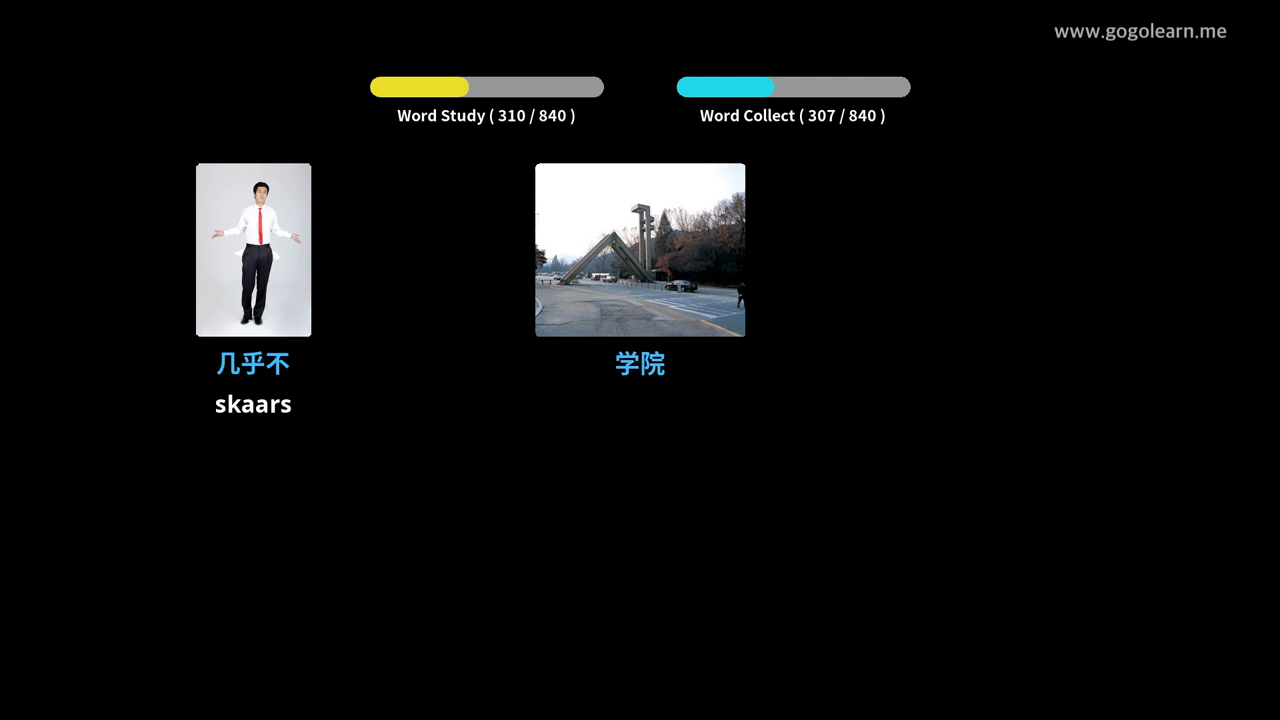 www.gogolearn.me
Word Study ( 310 / 840 )
Word Collect ( 307 / 840 )
几乎不
学院
skaars